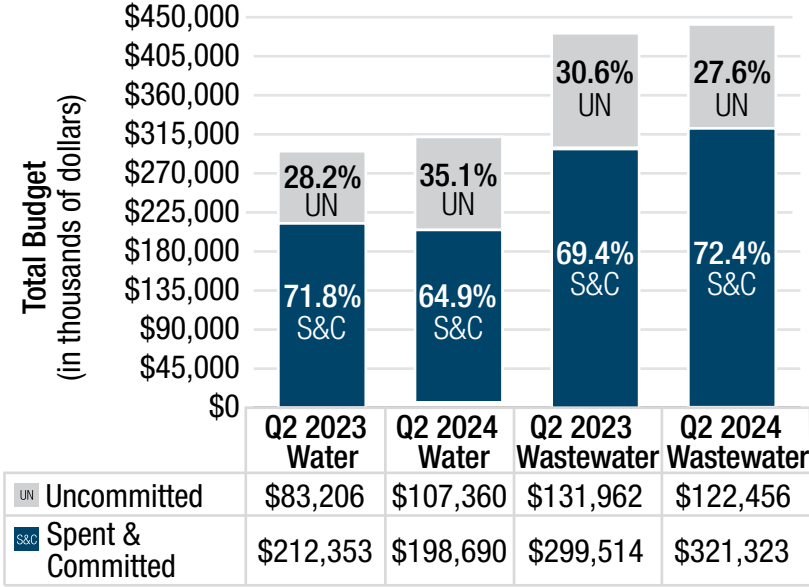 Total Budget
(in thousands of dollars)
$450,000
$405,000
$360,000
$315,000
$270,000
$225,000
$180,000
$135,000
$90,000
$45,000
$0
28.2%
UN
71.8%
S&C
35.1%
UN
64.9%
S&C
30.6%
UN
69.4%
S&C
27.6%
UN
72.4%
S&C
Q2 2023 Q2 2024 Q2 2023 Q2 2024
Water Water Wastewater Wastewater
UN Uncommitted $83,206 $107,360 $131,962 $122,456
S&C Spent &
Committed $212,353 $198,690 $299,514 $321,323